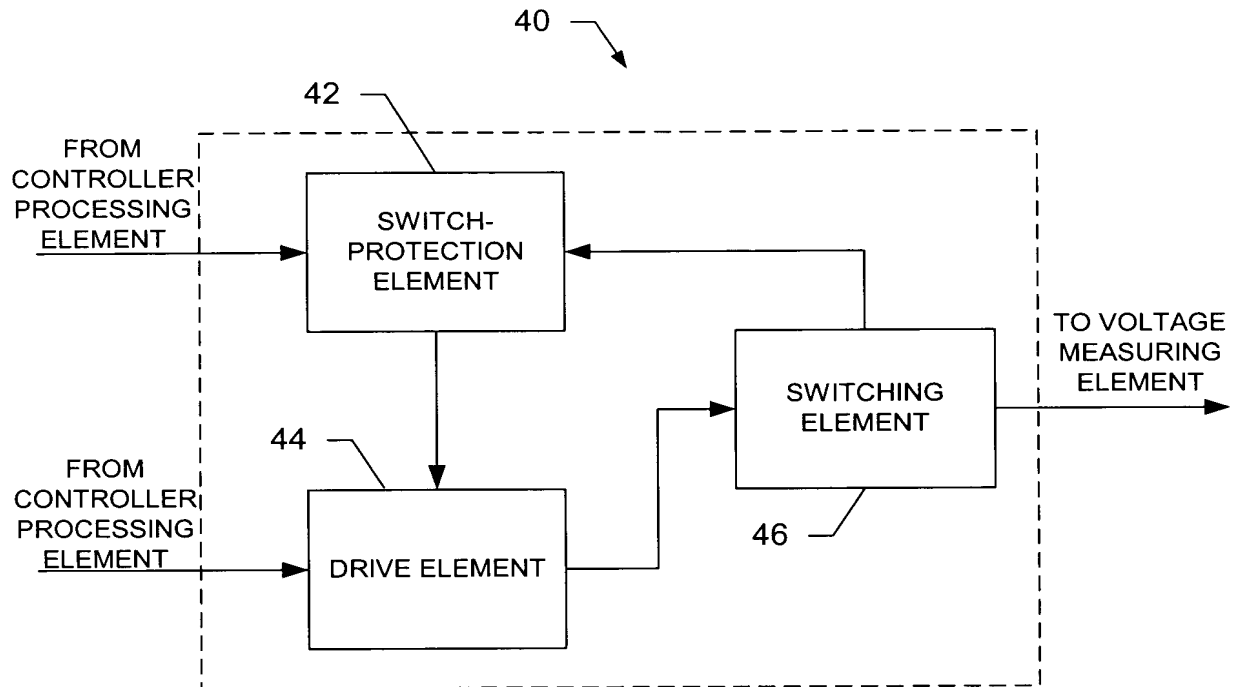 40
42
FROM
CONTROLLER
PROCESSING
ELEMENT
SWITCH-
PROTECTION
ELEMENT
TO VOLTAGE
MEASURING
ELEMENT
SWITCHING
ELEMENT
44
FROM
CONTROLLER
PROCESSING
ELEMENT
DRIVE ELEMENT
46